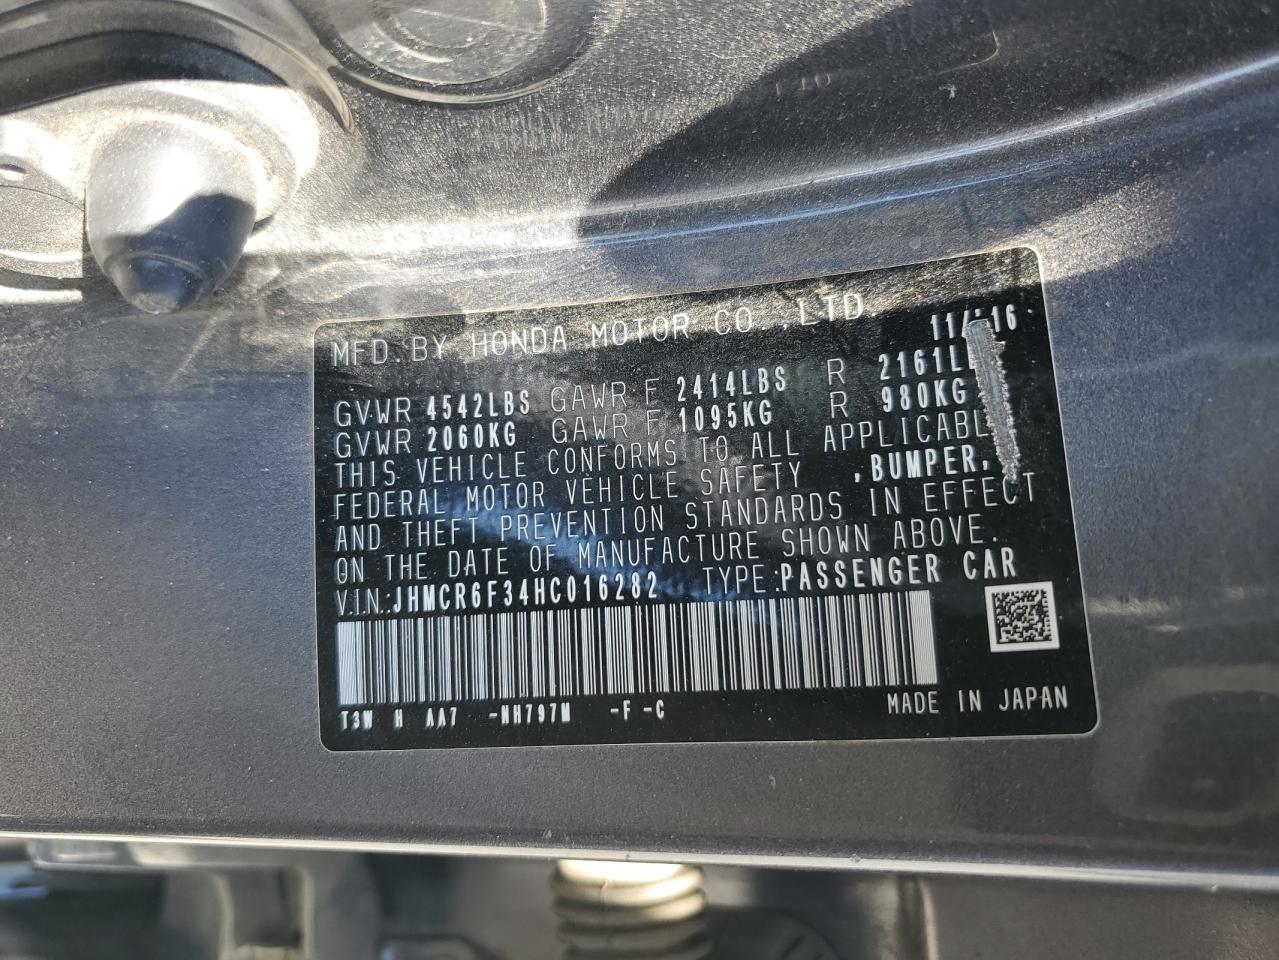 MFD. BY HONDA MOTOR CO.,LTD 11/ 16
GVWR 4542LBS GAWR F 2414LBS R 2161L
GVWR 2060KG GAWR F 1095KG R 980KG
THIS VEHICLE CONFORMS TO ALL APPLICABL
FEDERAL MOTOR VEHICLE SAFETY ,BUMPER,
AND THEFT PREVENTION STANDARDS IN EFFECT
ON THE DATE OF MANUFACTURE SHOWN ABOVE.
V.I.N.:JHMCR6F34HC016282 TYPE:PASSENGER CAR
T3W H AA7 -NH797M -F -C MADE IN JAPAN